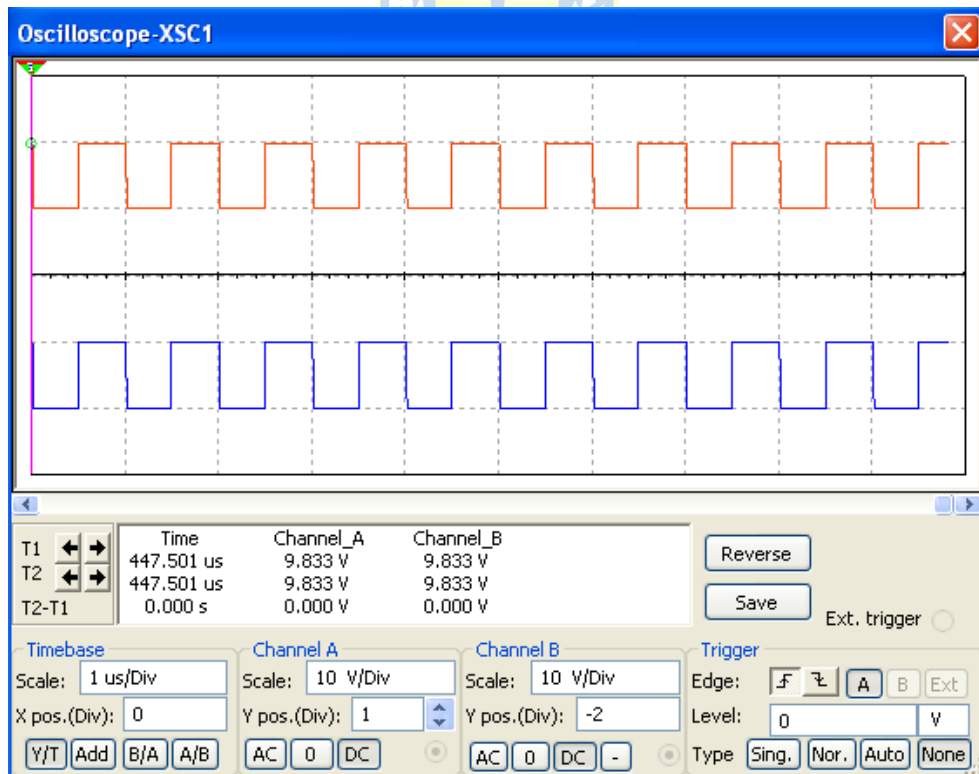 Oscilloscope-XSC1
T1
T2
T2-T1
Time Channel_A Channel_B
447.501 us 9.833 V 9.833 V
447.501 us 9.833 V 9.833 V
0.000 s 0.000 V 0.000 V
Reverse
Save
Ext. trigger
Timebase
Scale: 1 us/Div
X pos.(Div): 0
Y/T Add B/A A/B
Channel A
Scale: 10 V/Div
Y pos.(Div): 1
AC 0 DC
Channel B
Scale: 10 V/Div
Y pos.(Div): -2
AC 0 DC -
Trigger
Edge: A B Ext
Level: 0 V
Type Sing. Nor. Auto None